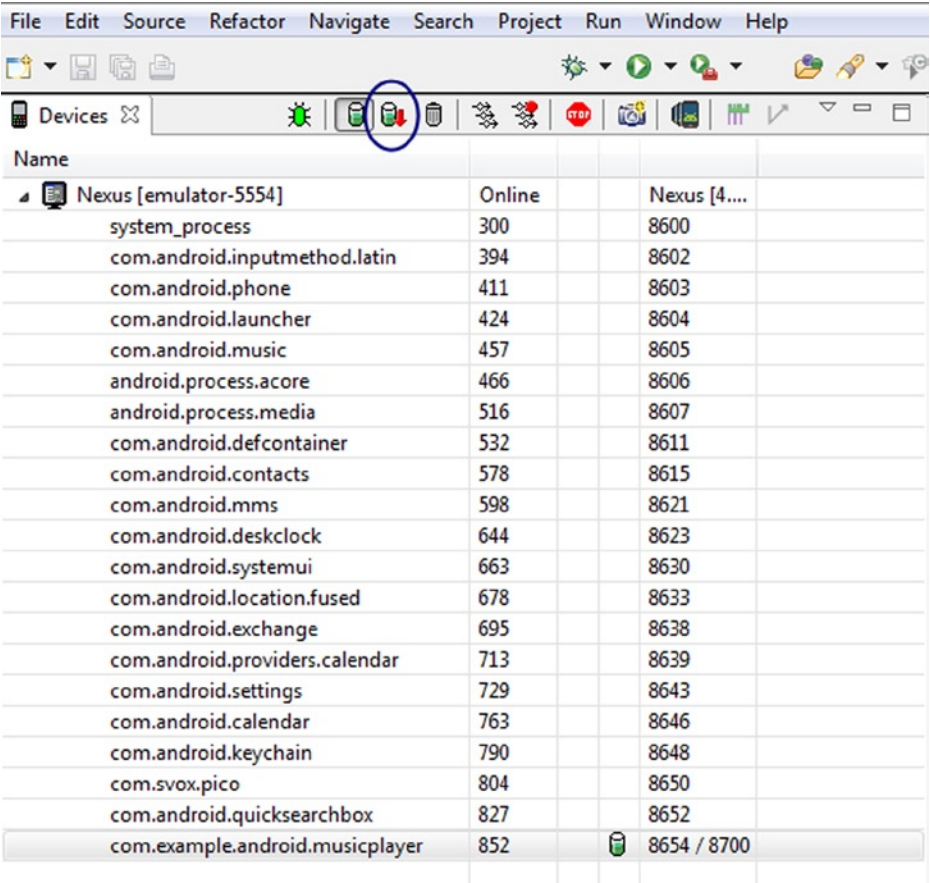 File Edit Source Refactor Navigate Search Project Run Window Help
Devices
STOP
Name
Nexus [emulator-5554] Online Nexus [4....
system_process 300 8600
com.android.inputmethod.latin 394 8602
com.android.phone 411 8603
com.android.launcher 424 8604
com.android.music 457 8605
android.process.acore 466 8606
android.process.media 516 8607
com.android.defcontainer 532 8611
com.android.contacts 578 8615
com.android.mms 598 8621
com.android.deskclock 644 8623
com.android.systemui 663 8630
com.android.location.fused 678 8633
com.android.exchange 695 8638
com.android.providers.calendar 713 8639
com.android.settings 729 8643
com.android.calendar 763 8646
com.android.keychain 790 8648
com.svox.pico 804 8650
com.android.quicksearchbox 827 8652
com.example.android.musicplayer 852 8654 / 8700